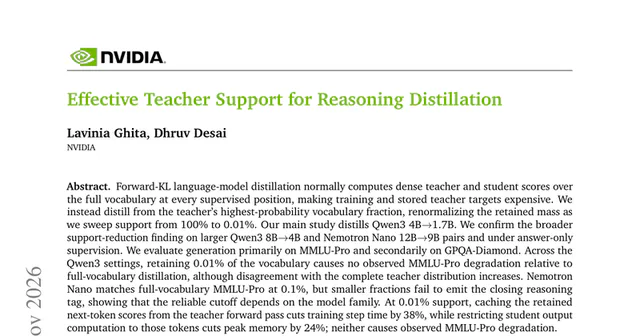 NVIDIA.
Effective Teacher Support for Reasoning Distillation
Lavinia Ghita, Dhruv Desai
NVIDIA
Abstract. Forward-KL language-model distillation normally computes dense teacher and student scores over
the full vocabulary at every supervised position, making training and stored teacher targets expensive. We
instead distill from the teacher's highest-probability vocabulary fraction, renormalizing the retained mass as
we sweep support from 100% to 0.01%. Our main study distills Qwen3 4B→1.7B. We confirm the broader
support-reduction finding on larger Qwen3 8B→4B and Nemotron Nano 12B→9B pairs and under answer-only
supervision. We evaluate generation primarily on MMLU-Pro and secondarily on GPQA-Diamond. Across the
Qwen3 settings, retaining 0.01% of the vocabulary causes no observed MMLU-Pro degradation relative to
full-vocabulary distillation, although disagreement with the complete teacher distribution increases. Nemotron
Nano matches full-vocabulary MMLU-Pro at 0.1%, but smaller fractions fail to emit the closing reasoning
tag, showing that the reliable cutoff depends on the model family. At 0.01% support, caching the retained
next-token scores from the teacher forward pass cuts training step time by 38%, while restricting student
output computation to those tokens cuts peak memory by 24%; neither causes observed MMLU-Pro degradation.
ov 2026